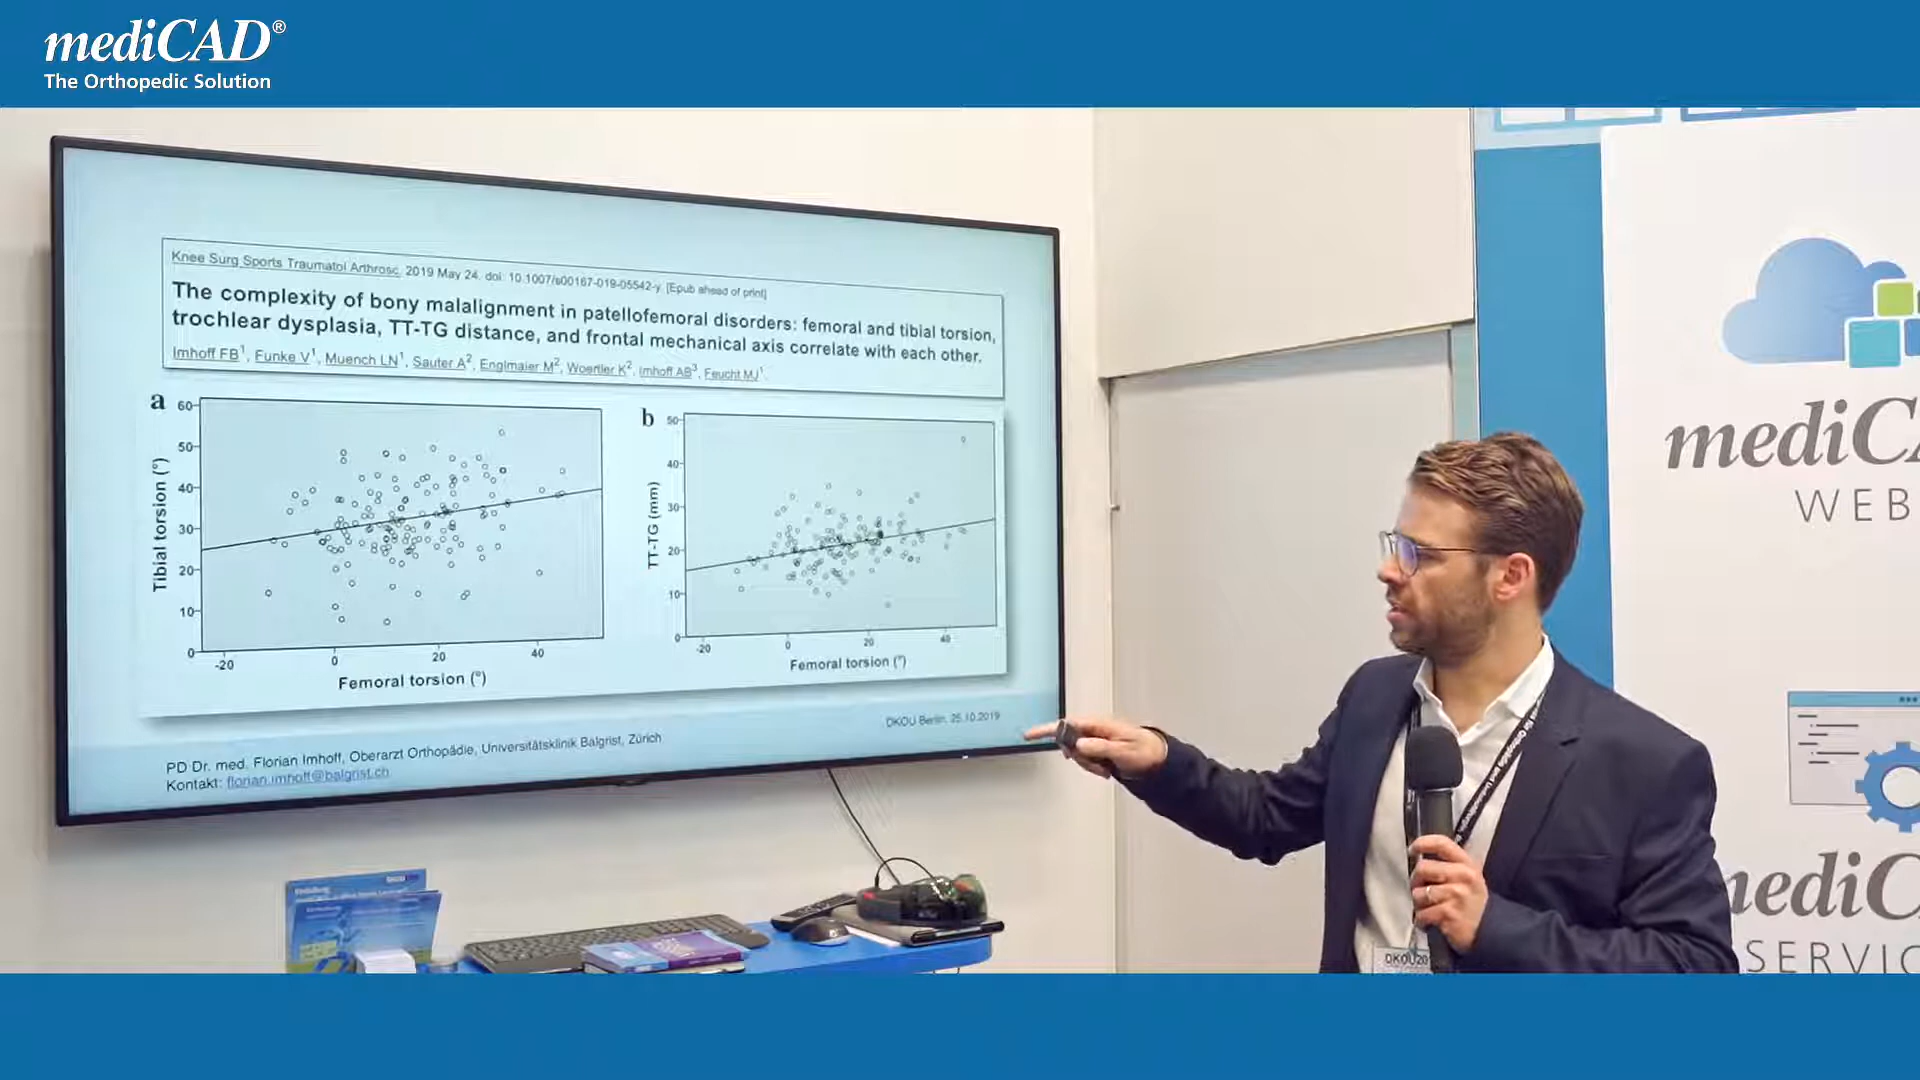 mediCAD®
The Orthopedic Solution
Knee Surg Sports Traumatol Arthrosc. 2019 May 24. doi: 10.1007/s00167-019-05542-y. [Epub ahead of print]
The complexity of bony malalignment in patellofemoral disorders: femoral and tibial torsion,
trochlear dysplasia, TT-TG distance, and frontal mechanical axis correlate with each other.
Imhoff FB1, Funke V1, Muench LN1, Sauter A2, Englmaier M2, Woertler K2, Imhoff AB3, Feucht MJ1.
a
60
50
40
30
20
10
0
Tibial torsion (°)
-20 0 20 40
Femoral torsion (°)
b
50
40
30
20
10
0
TT-TG (mm)
-20 0 20 40
Femoral torsion (°)
DKOU Berlin, 25.10.2019
PD Dr. med. Florian Imhoff, Oberarzt Orthopädie, Universitätsklinik Balgrist, Zürich
Kontakt: florian.imhoff@balgrist.ch
mediCA
WEB
mediC
SERVIC
DKOU20